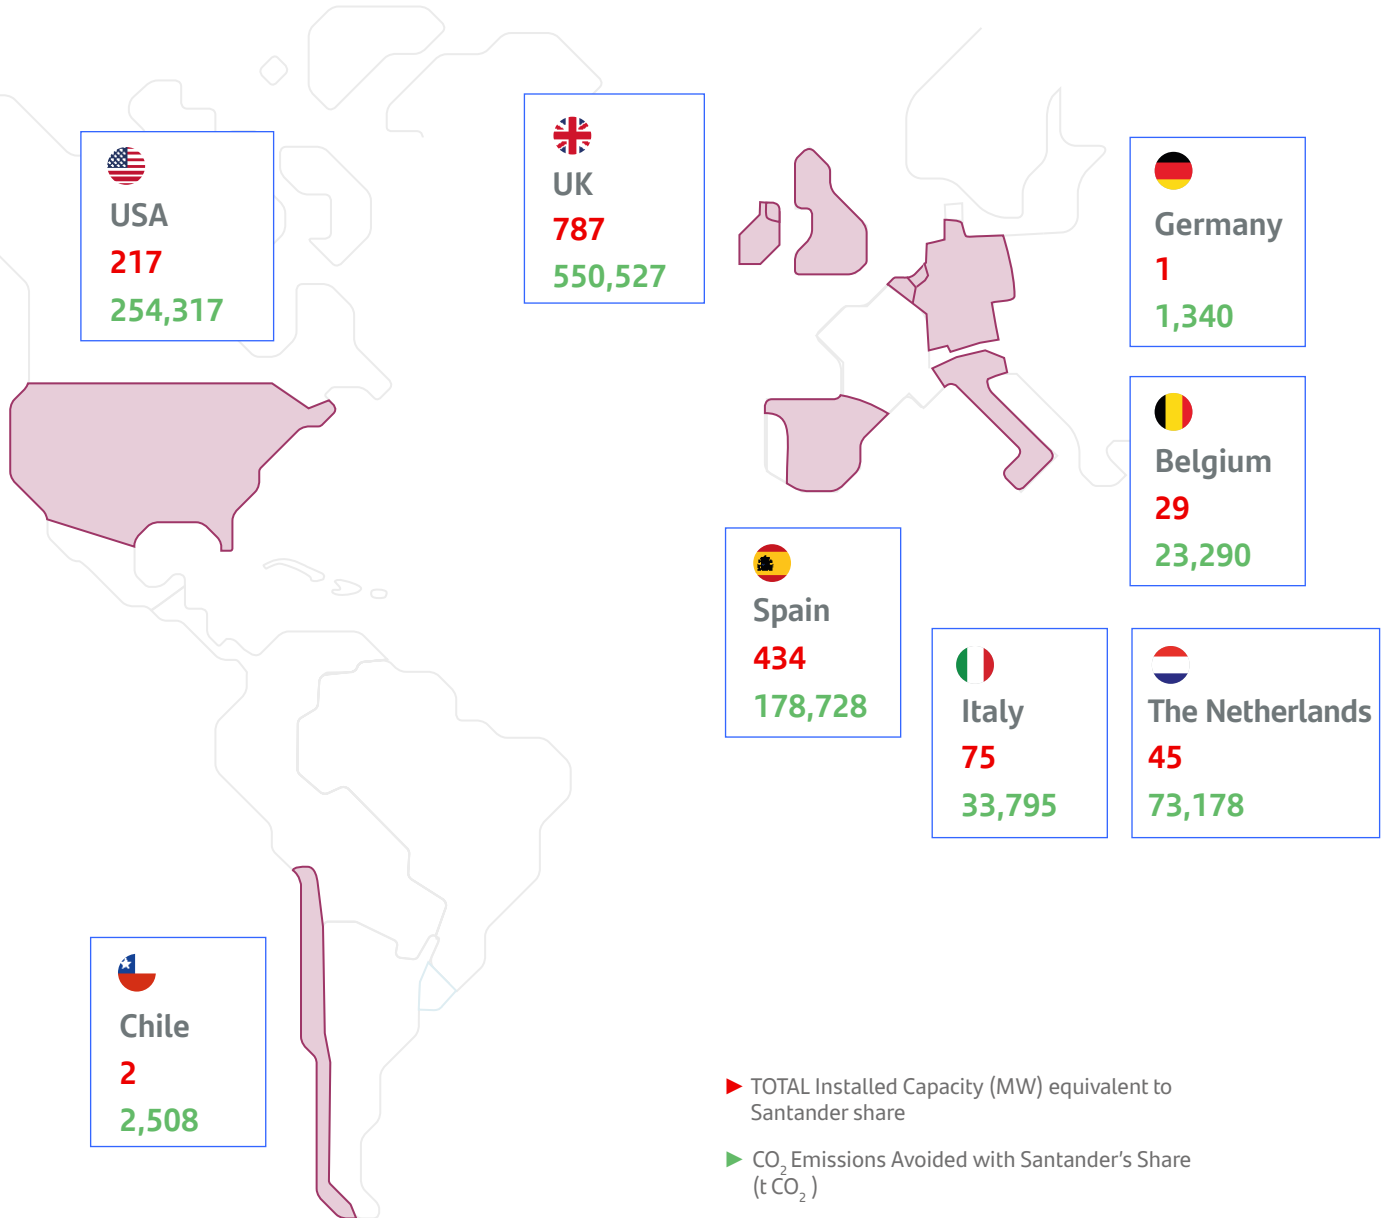 USA
217
254,317
UK
787
550,527
Germany
1
1,340
Belgium
29
23,290
Spain
434
178,728
Italy
75
33,795
The Netherlands
45
73,178
Chile
2
2,508
TOTAL Installed Capacity (MW) equivalent to
Santander share
CO2 Emissions Avoided with Santander’s Share
(t CO2 )